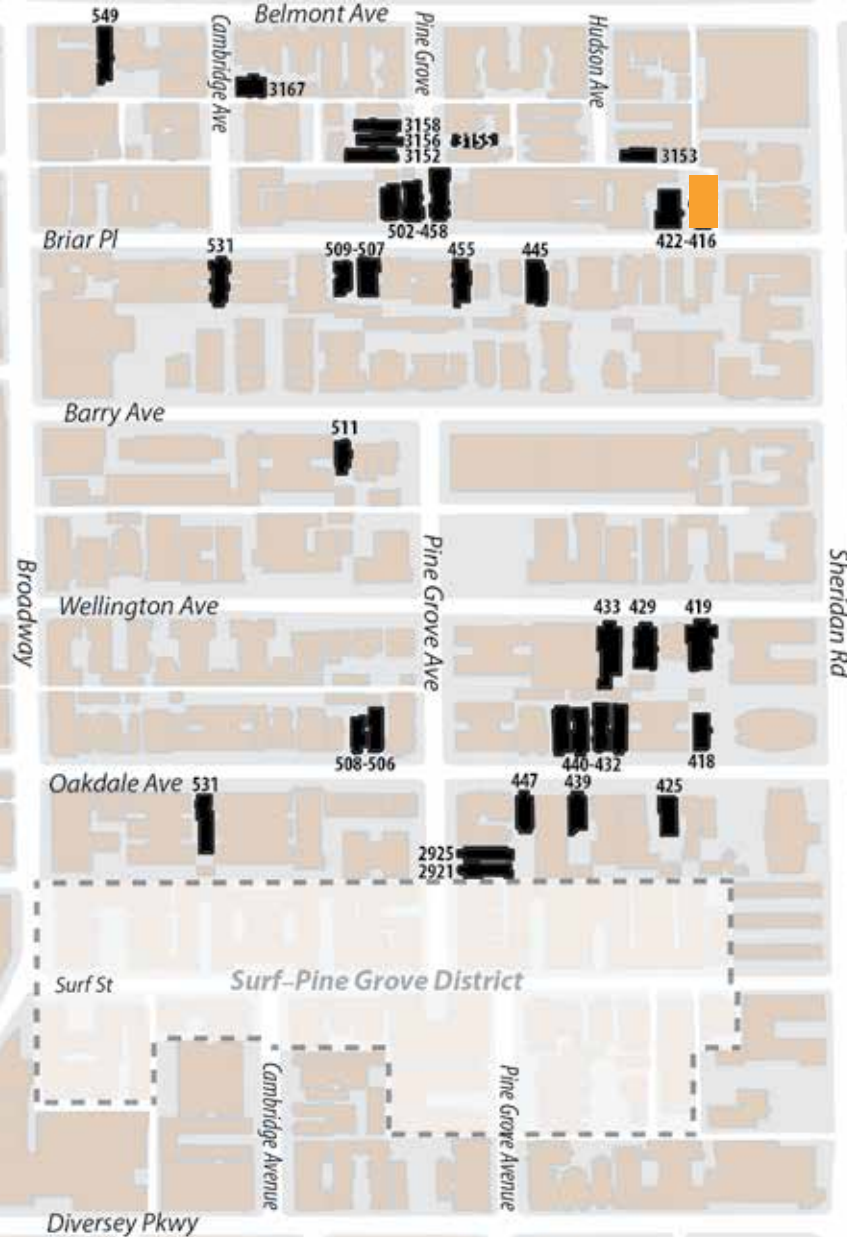 549
Belmont Ave
Cambridge Ave
Pine Grove
Hudson Ave
3167
3158
3156
3152
3153
502-458
422-416
Briar Pl
531
509-507
455
445
Barry Ave
511
Broadway
Pine Grove Ave
Sheridan Rd
Wellington Ave
433
429
419
508-506
440-432
418
Oakdale Ave
531
447
439
425
2925
2921
Surf St
Surf–Pine Grove District
Cambridge Avenue
Pine Grove Avenue
Diversey Pkwy